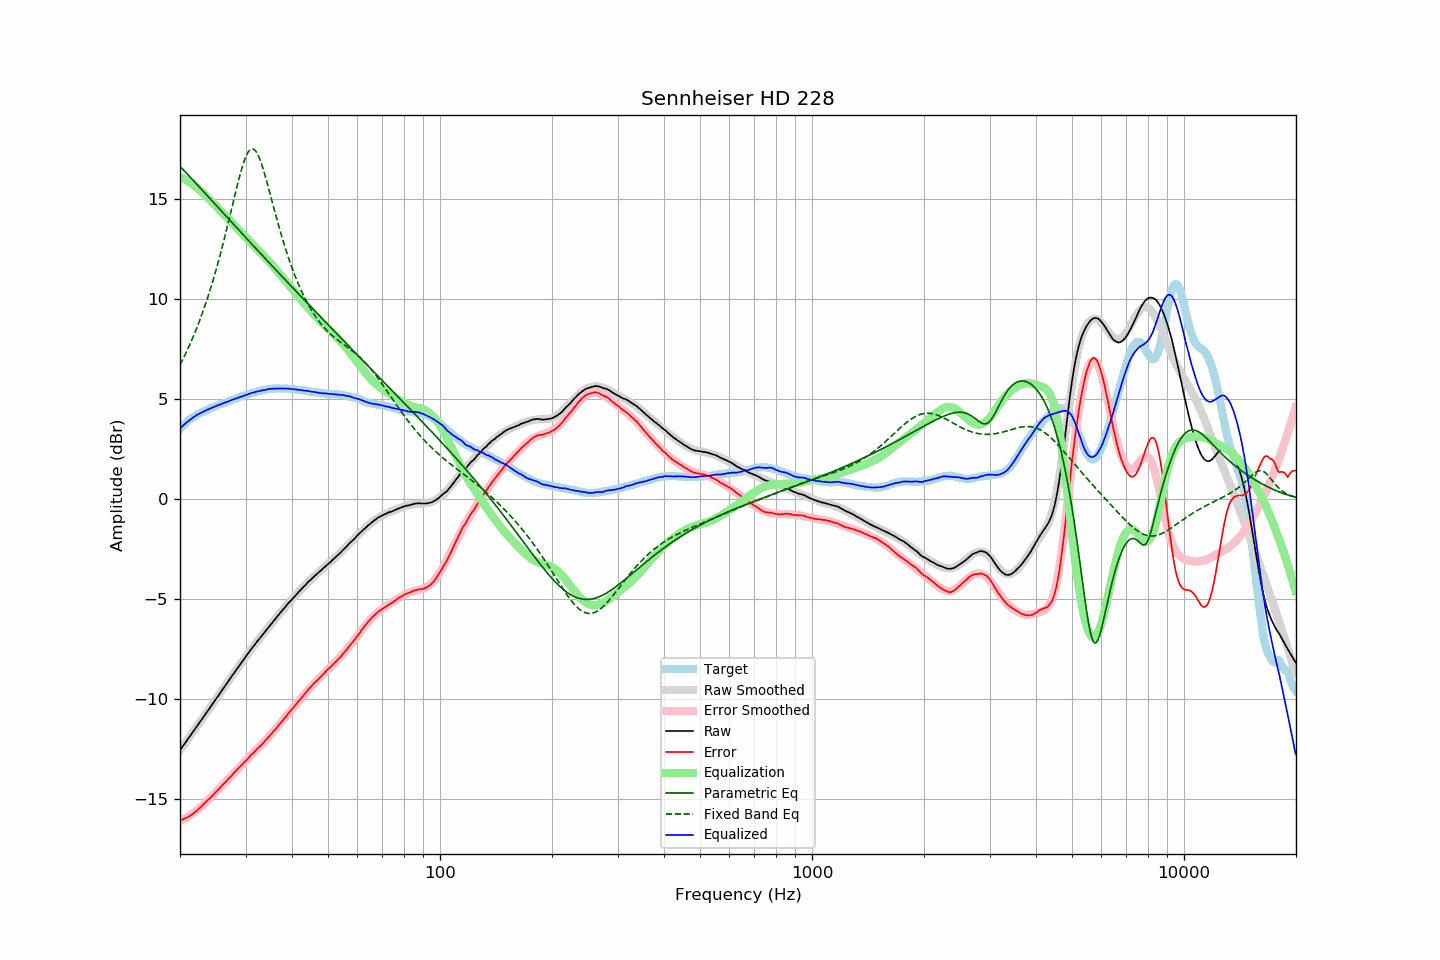 Sennheiser HD 228
Amplitude (dBr)
15
10
5
0
−5
−10
−15
100
1000
10000
Frequency (Hz)
Target
Raw Smoothed
Error Smoothed
Raw
Error
Equalization
Parametric Eq
Fixed Band Eq
Equalized